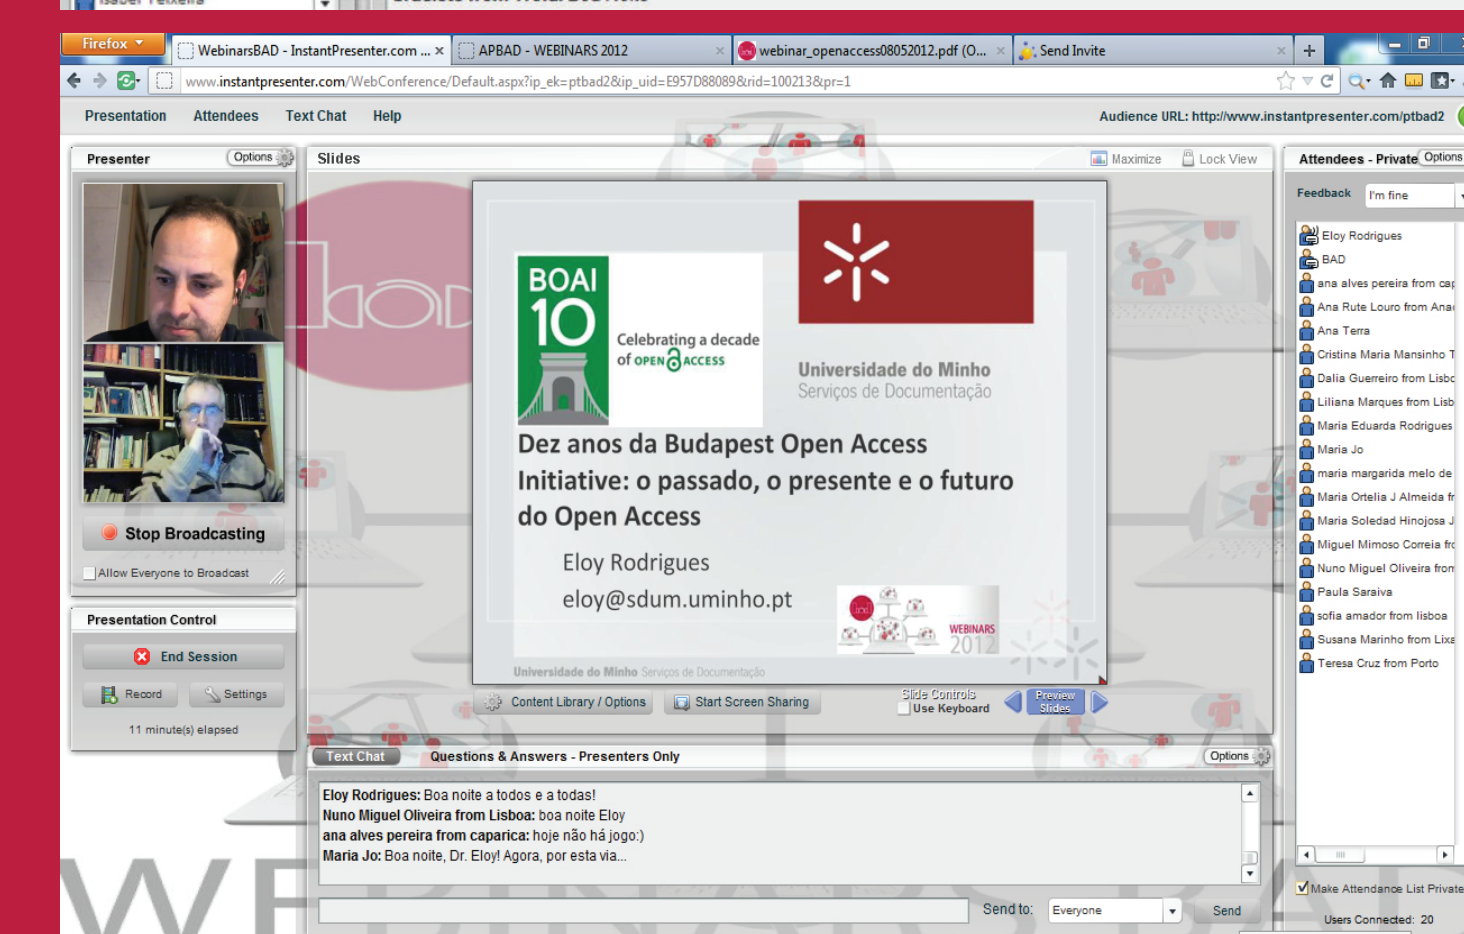 Firefox
WebinarsBAD - InstantPresenter.com ... ×
APBAD - WEBINARS 2012 ×
webinar_openaccess08052012.pdf (O... ×
Send Invite ×
www.instantpresenter.com/WebConference/Default.aspx?ip_ek=ptbad2&ip_uid=E957D88089&rid=100213&pr=1
Presentation Attendees Text Chat Help
Audience URL: http://www.instantpresenter.com/ptbad2
Presenter Options
Slides
Maximize Lock View
Attendees - Private Options
Feedback I'm fine
bad
BOAI
10
Celebrating a decade
of OPEN ACCESS
Universidade do Minho
Serviços de Documentação
Dez anos da Budapest Open Access
Initiative: o passado, o presente e o futuro
do Open Access
Eloy Rodrigues
eloy@sdum.uminho.pt
bad
WEBINARS
2012
Universidade do Minho Serviços de Documentação
Stop Broadcasting
Allow Everyone to Broadcast
Presentation Control
End Session
Record Settings
11 minute(s) elapsed
Content Library / Options
Start Screen Sharing
Slide Controls
Use Keyboard
Preview
Slides
Eloy Rodrigues
BAD
ana alves pereira from cap
Ana Rute Louro from Ana
Ana Terra
Cristina Maria Mansinho T
Dalia Guerreiro from Lisbo
Liliana Marques from Lisb
Maria Eduarda Rodrigues
Maria Jo
maria margarida melo de
Maria Ortelia J Almeida fr
Maria Soledad Hinojosa J
Miguel Mimoso Correia fro
Nuno Miguel Oliveira from
Paula Saraiva
sofia amador from lisboa
Susana Marinho from Lixa
Teresa Cruz from Porto
Text Chat Questions & Answers - Presenters Only Options
Eloy Rodrigues: Boa noite a todos e a todas!
Nuno Miguel Oliveira from Lisboa: boa noite Eloy
ana alves pereira from caparica: hoje não há jogo:)
Maria Jo: Boa noite, Dr. Eloy! Agora, por esta via...
Send to: Everyone Send
Make Attendance List Private
Users Connected: 20
WEBINARS BAD